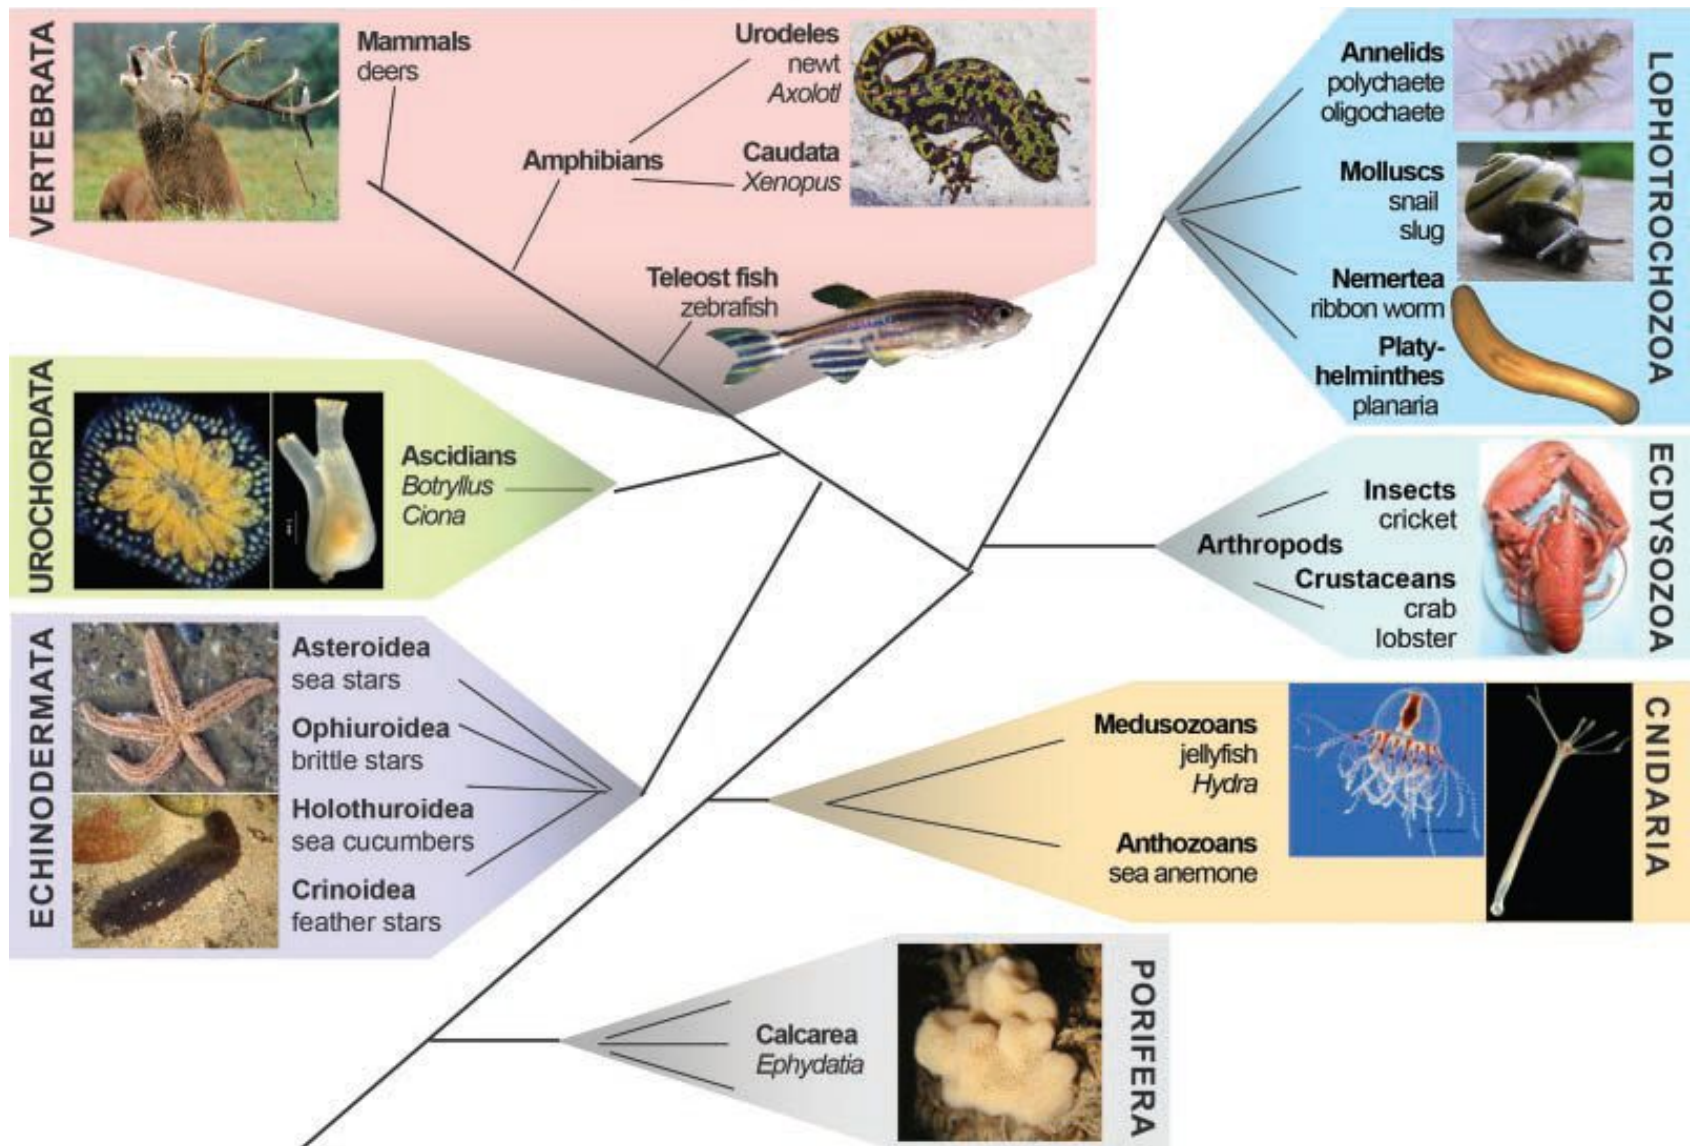 VERTEBRATA
Mammals
deers
Urodeles
newt
Axolotl
Amphibians
Caudata
Xenopus
Teleost fish
zebrafish
UROCHORDATA
Ascidians
Botryllus
Ciona
ECHINODERMATA
Asteroidea
sea stars
Ophiuroidea
brittle stars
Holothuroidea
sea cucumbers
Crinoidea
feather stars
LOPHOTROCHOZOA
Annelids
polychaete
oligochaete
Molluscs
snail
slug
Nemertea
ribbon worm
Platy-
helminthes
planaria
ECDYSOZOA
Insects
cricket
Arthropods
Crustaceans
crab
lobster
CNIDARIA
Medusozoans
jellyfish
Hydra
Anthozoans
sea anemone
PORIFERA
Calcarea
Ephydatia